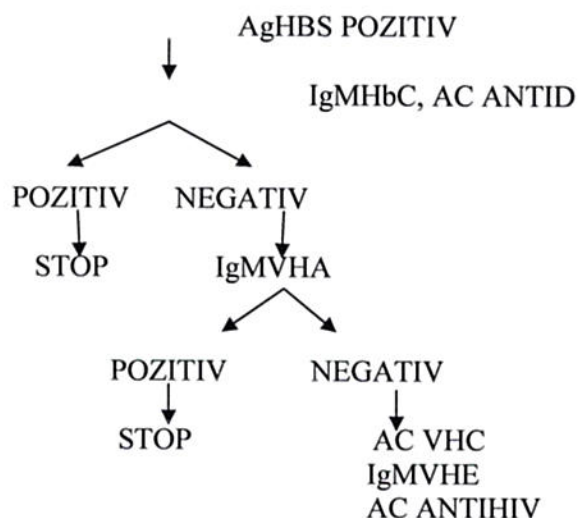 AgHBS POZITIV
IgMHbC, AC ANTID
POZITIV NEGATIV
STOP IgMVHA
POZITIV NEGATIV
STOP AC VHC
IgMVHE
AC ANTIHIV